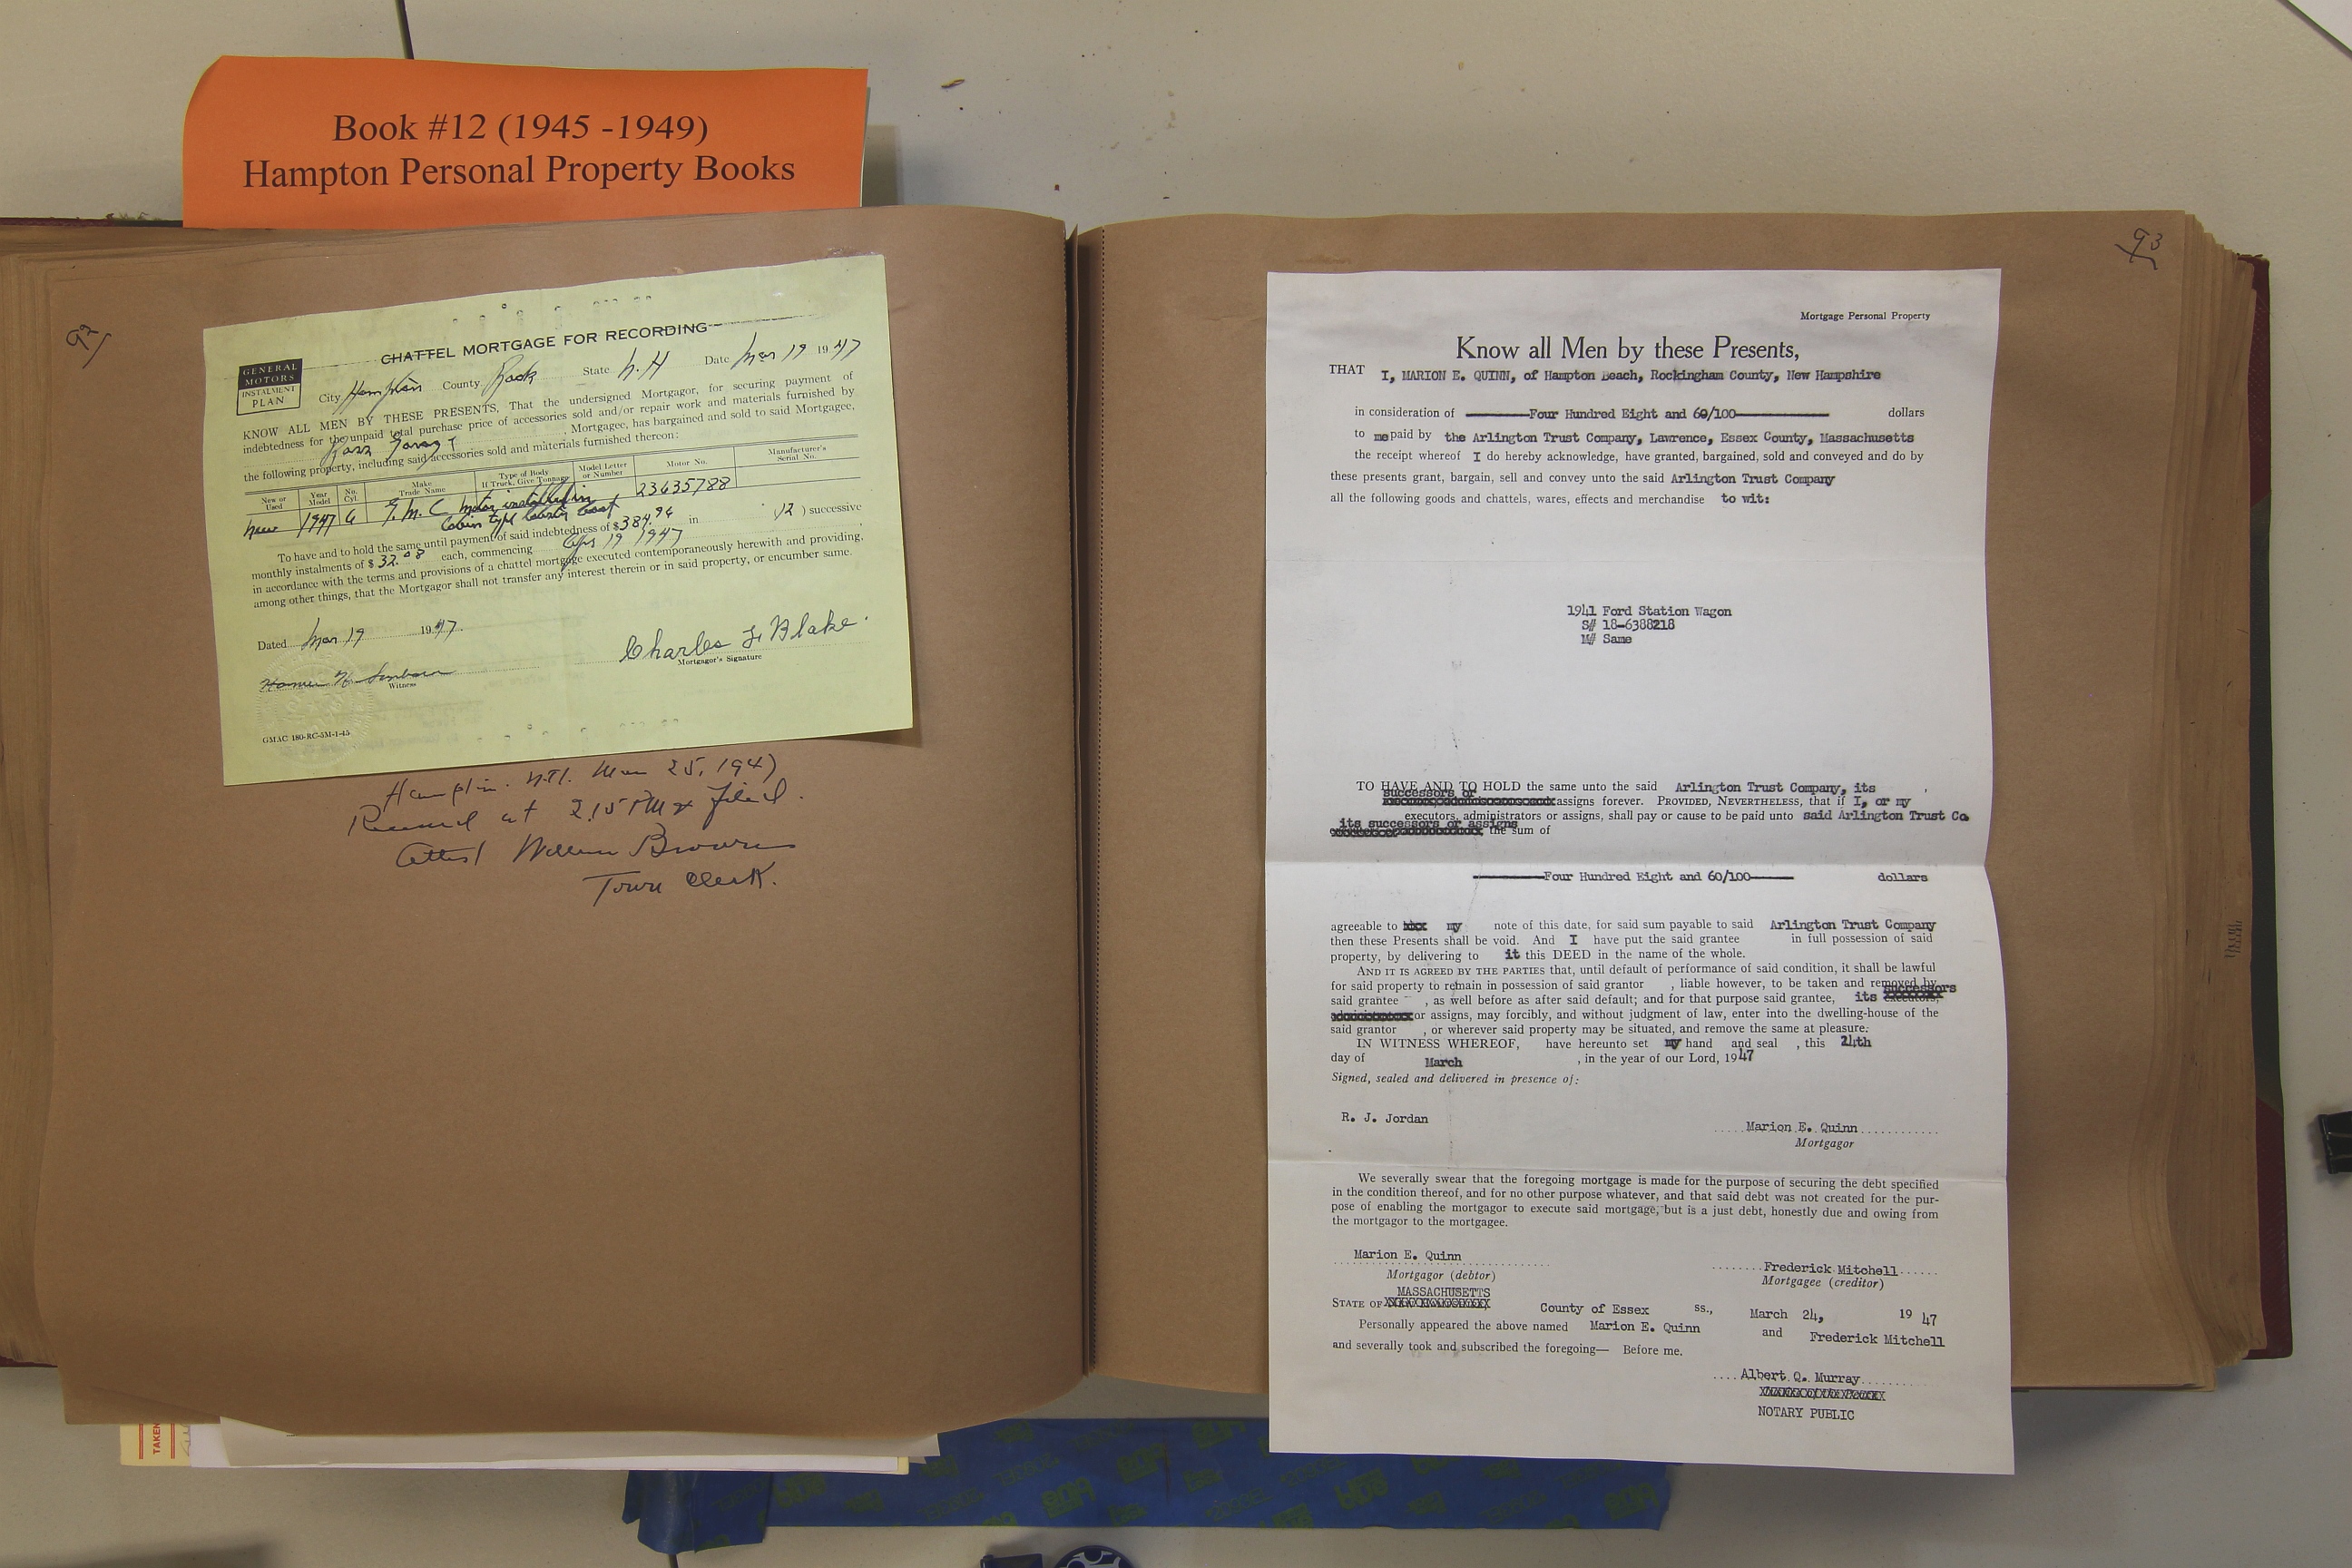 Book #12 (1945 -1949)
Hampton Personal Property Books
92
CHATTEL MORTGAGE FOR RECORDING
GENERAL
MOTORS
INSTALMENT
PLAN
City Hampton County Rock State N. H Date Mar 19 1947
KNOW ALL MEN BY THESE PRESENTS, That the undersigned Mortgagor, for securing payment of
indebtedness for the unpaid total purchase price of accessories sold and/or repair work and materials furnished by
Garage, Mortgagee, has bargained and sold to said Mortgagee,
the following property, including said accessories sold and materials furnished thereon:
New or Used Year Model No. Cyl. Make Trade Name Type of Body If Truck, Give Tonnage Model Letter or Number Motor No. Manufacturer's Serial No.
New 1947 6 G. M. C Motor installed in 23635788
Cabin type boat
To have and to hold the same until payment of said indebtedness of $384.96 in 12 ) successive
monthly instalments of $ 32.08 each, commencing Apr 19 1947
in accordance with the terms and provisions of a chattel mortgage executed contemporaneously herewith and providing,
among other things, that the Mortgagor shall not transfer any interest therein or in said property, or encumber same.
Dated Mar 19 1947.
Charles F. Blake.
Mortgagor's Signature
Homer N. Sanborn
Witness
GMAC 180-RC-5M-1-45
Hampton. N.H. Mar 25, 1947
Received at 2.15 PM & filed.
Attest William Brown
Town Clerk.
93
Mortgage Personal Property
Know all Men by these Presents,
THAT I, MARION E. QUINN, of Hampton Beach, Rockingham County, New Hampshire
in consideration of Four Hundred Eight and 60/100 dollars
to me paid by the Arlington Trust Company, Lawrence, Essex County, Massachusetts
the receipt whereof I do hereby acknowledge, have granted, bargained, sold and conveyed and do by
these presents grant, bargain, sell and convey unto the said Arlington Trust Company
all the following goods and chattels, wares, effects and merchandise to wit:
1941 Ford Station Wagon
S# 18-6388218
M# Same
TO HAVE AND TO HOLD the same unto the said Arlington Trust Company, its
successors or
assigns forever. PROVIDED, NEVERTHELESS, that if I, or my
executors, administrators or assigns, shall pay or cause to be paid unto said Arlington Trust Co.
its successors or assigns
the sum of
Four Hundred Eight and 60/100 dollars
agreeable to my note of this date, for said sum payable to said Arlington Trust Company
then these Presents shall be void. And I have put the said grantee in full possession of said
property, by delivering to it this DEED in the name of the whole.
AND IT IS AGREED BY THE PARTIES that, until default of performance of said condition, it shall be lawful
for said property to remain in possession of said grantor , liable however, to be taken and removed by
said grantee , as well before as after said default; and for that purpose said grantee, its successors
or assigns, may forcibly, and without judgment of law, enter into the dwelling-house of the
said grantor , or wherever said property may be situated, and remove the same at pleasure.
IN WITNESS WHEREOF, have hereunto set my hand and seal , this 24th
day of March , in the year of our Lord, 1947
Signed, sealed and delivered in presence of:
R. J. Jordan
Marion E. Quinn
Mortgagor
We severally swear that the foregoing mortgage is made for the purpose of securing the debt specified
in the condition thereof, and for no other purpose whatever, and that said debt was not created for the pur-
pose of enabling the mortgagor to execute said mortgage, but is a just debt, honestly due and owing from
the mortgagor to the mortgagee.
Marion E. Quinn
Mortgagor (debtor)
Frederick Mitchell
Mortgagee (creditor)
MASSACHUSETTS
STATE OF County of Essex ss., March 24, 19 47
Personally appeared the above named Marion E. Quinn and Frederick Mitchell
and severally took and subscribed the foregoing— Before me.
Albert Q. Murray
NOTARY PUBLIC
TAKEN